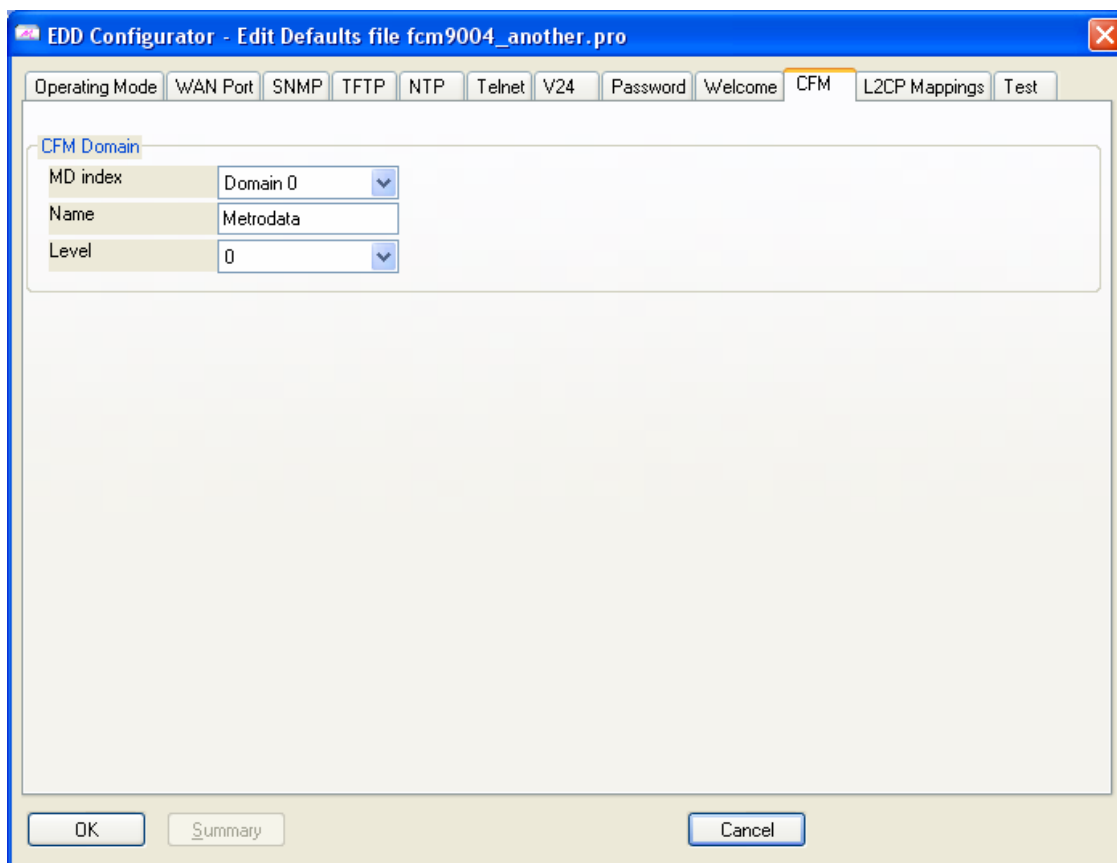 EDD Configurator - Edit Defaults file fcm9004_another.pro
Operating Mode WAN Port SNMP TFTP NTP Telnet V24 Password Welcome CFM L2CP Mappings Test
CFM Domain
MD index Domain 0
Name Metrodata
Level 0
OK Summary Cancel